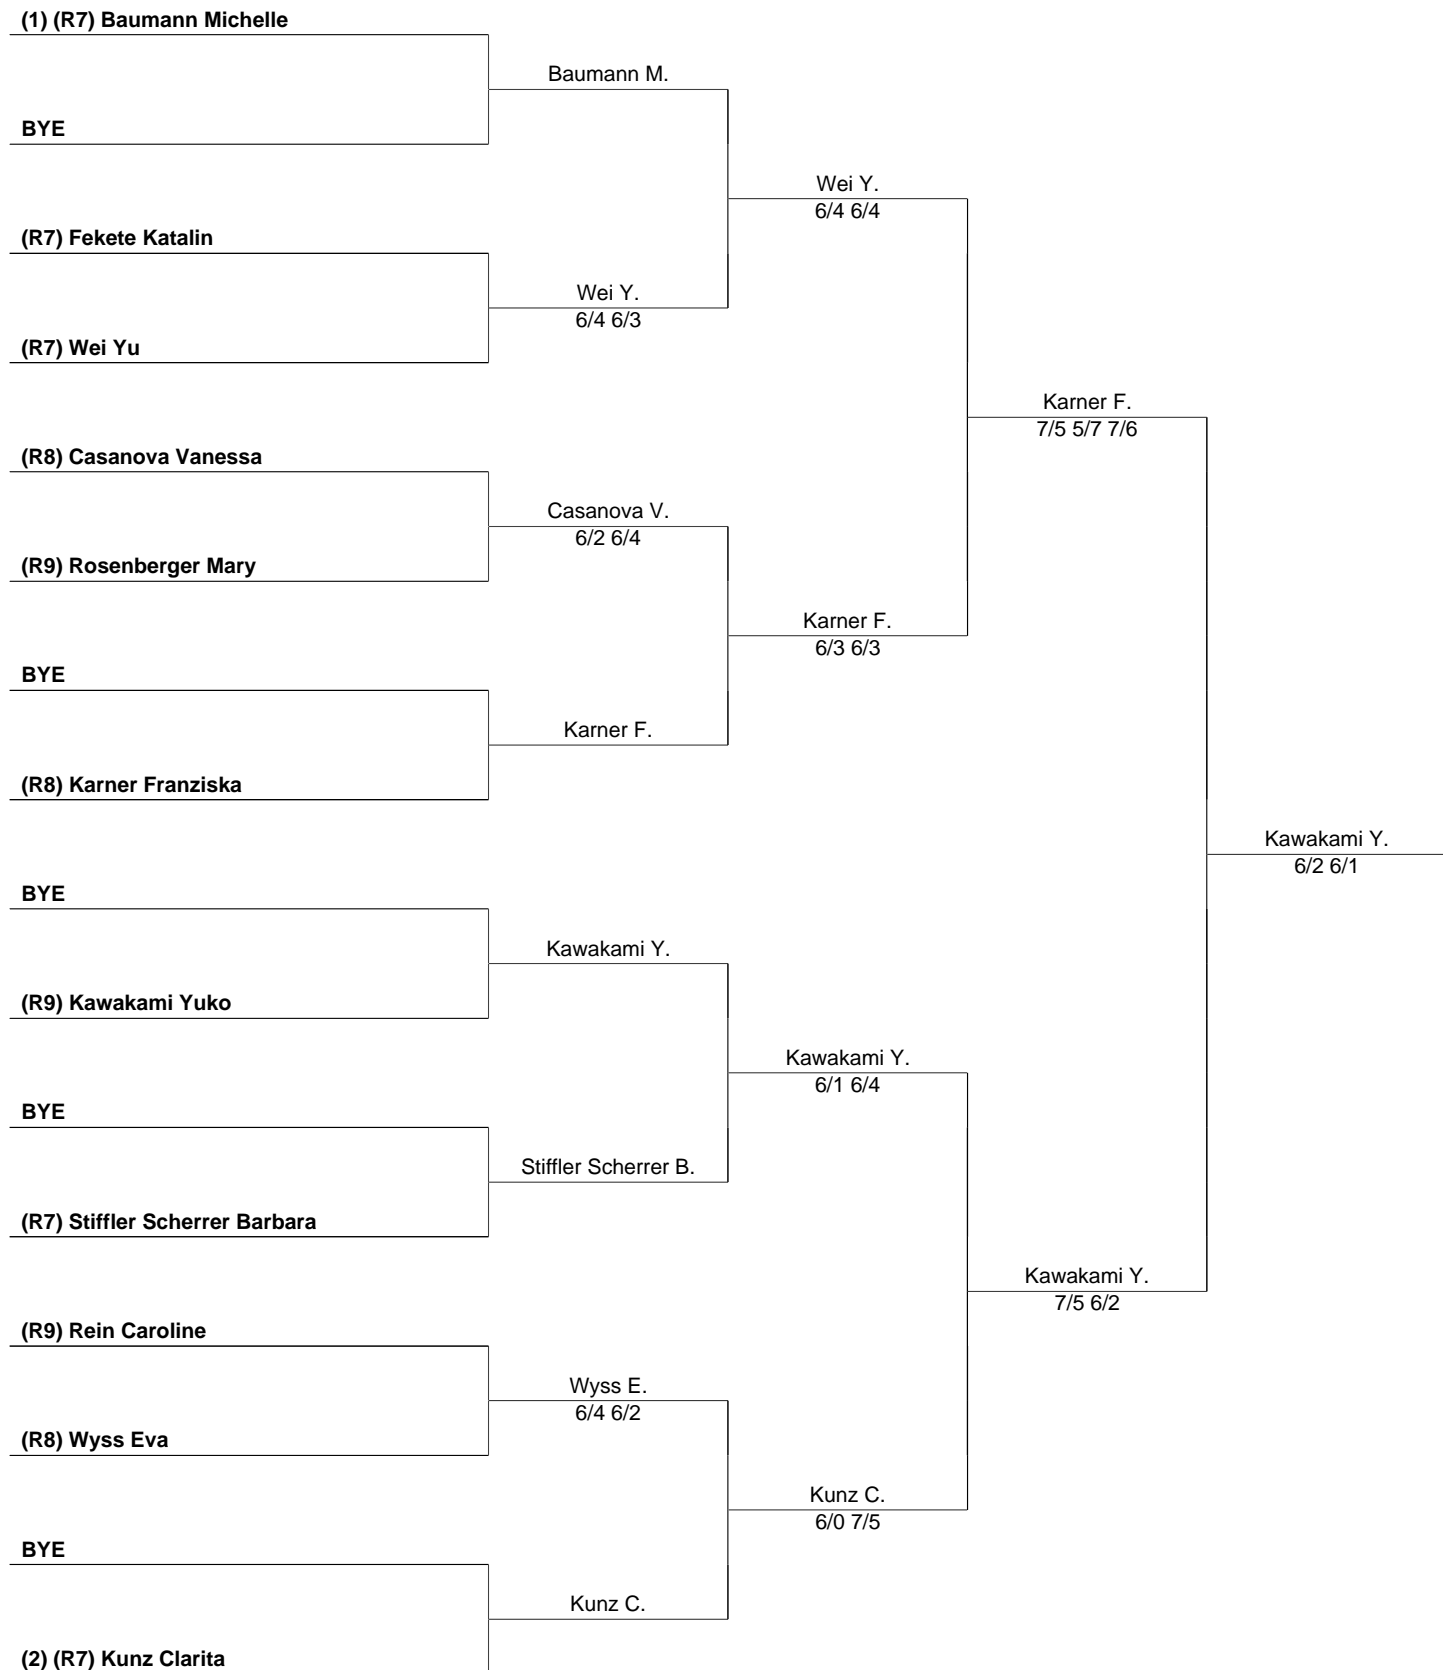 (1) (R7) Baumann Michelle
Baumann M.
BYE
Wei Y.
6/4 6/4
(R7) Fekete Katalin
Wei Y.
6/4 6/3
(R7) Wei Yu
Karner F.
7/5 5/7 7/6
(R8) Casanova Vanessa
Casanova V.
6/2 6/4
(R9) Rosenberger Mary
Karner F.
6/3 6/3
BYE
Karner F.
(R8) Karner Franziska
Kawakami Y.
6/2 6/1
BYE
Kawakami Y.
(R9) Kawakami Yuko
Kawakami Y.
6/1 6/4
BYE
Stiffler Scherrer B.
(R7) Stiffler Scherrer Barbara
Kawakami Y.
7/5 6/2
(R9) Rein Caroline
Wyss E.
6/4 6/2
(R8) Wyss Eva
Kunz C.
6/0 7/5
BYE
Kunz C.
(2) (R7) Kunz Clarita